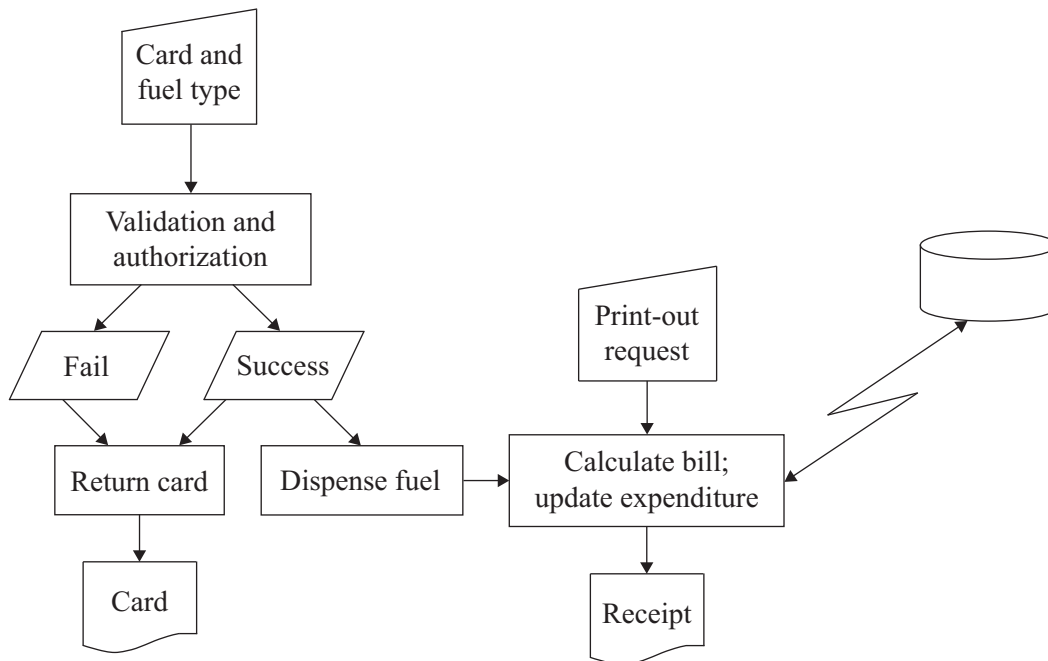 Card and
fuel type
Validation and
authorization
Fail
Success
Print-out
request
Return card
Dispense fuel
Calculate bill;
update expenditure
Card
Receipt